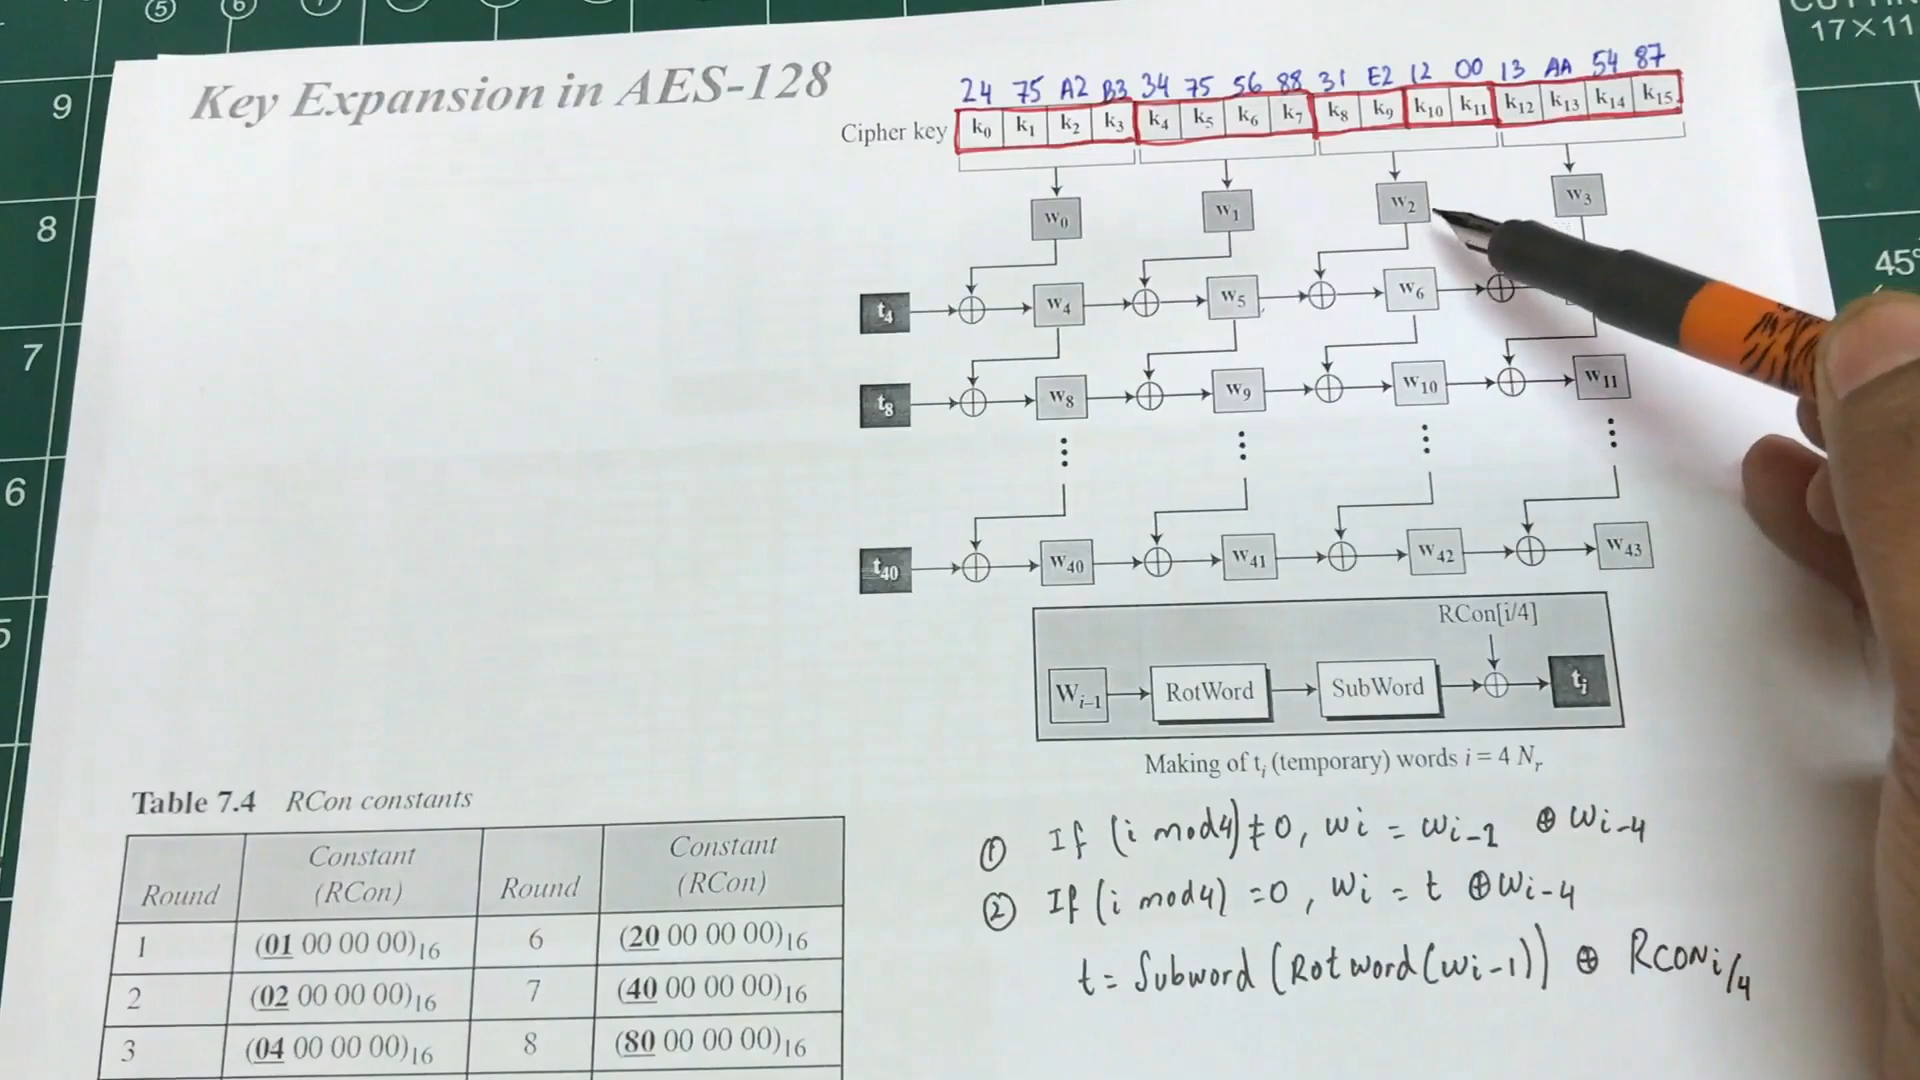 5 6
CUTTIN
17 X 11
9
8
7
6
5
45°
Key Expansion in AES-128
24 75 A2 B3 34 75 56 88 31 E2 12 00 13 AA 54 87
Cipher key k0 k1 k2 k3 k4 k5 k6 k7 k8 k9 k10 k11 k12 k13 k14 k15
w0 w1 w2 w3
t4 w4 w5 w6
t8 w8 w9 w10 w11
t40 w40 w41 w42 w43
RCon[i/4]
Wi–1 RotWord SubWord ti
Making of ti (temporary) words i = 4 Nr
Table 7.4 RCon constants
Round Constant (RCon) Round Constant (RCon)
1 (01 00 00 00)16 6 (20 00 00 00)16
2 (02 00 00 00)16 7 (40 00 00 00)16
3 (04 00 00 00)16 8 (80 00 00 00)16
① If (i mod4) ≠ 0, wi = wi-1 ⊕ wi-4
② If (i mod4) = 0, wi = t ⊕ wi-4
t = Subword (Rotword(wi-1)) ⊕ RCONi/4